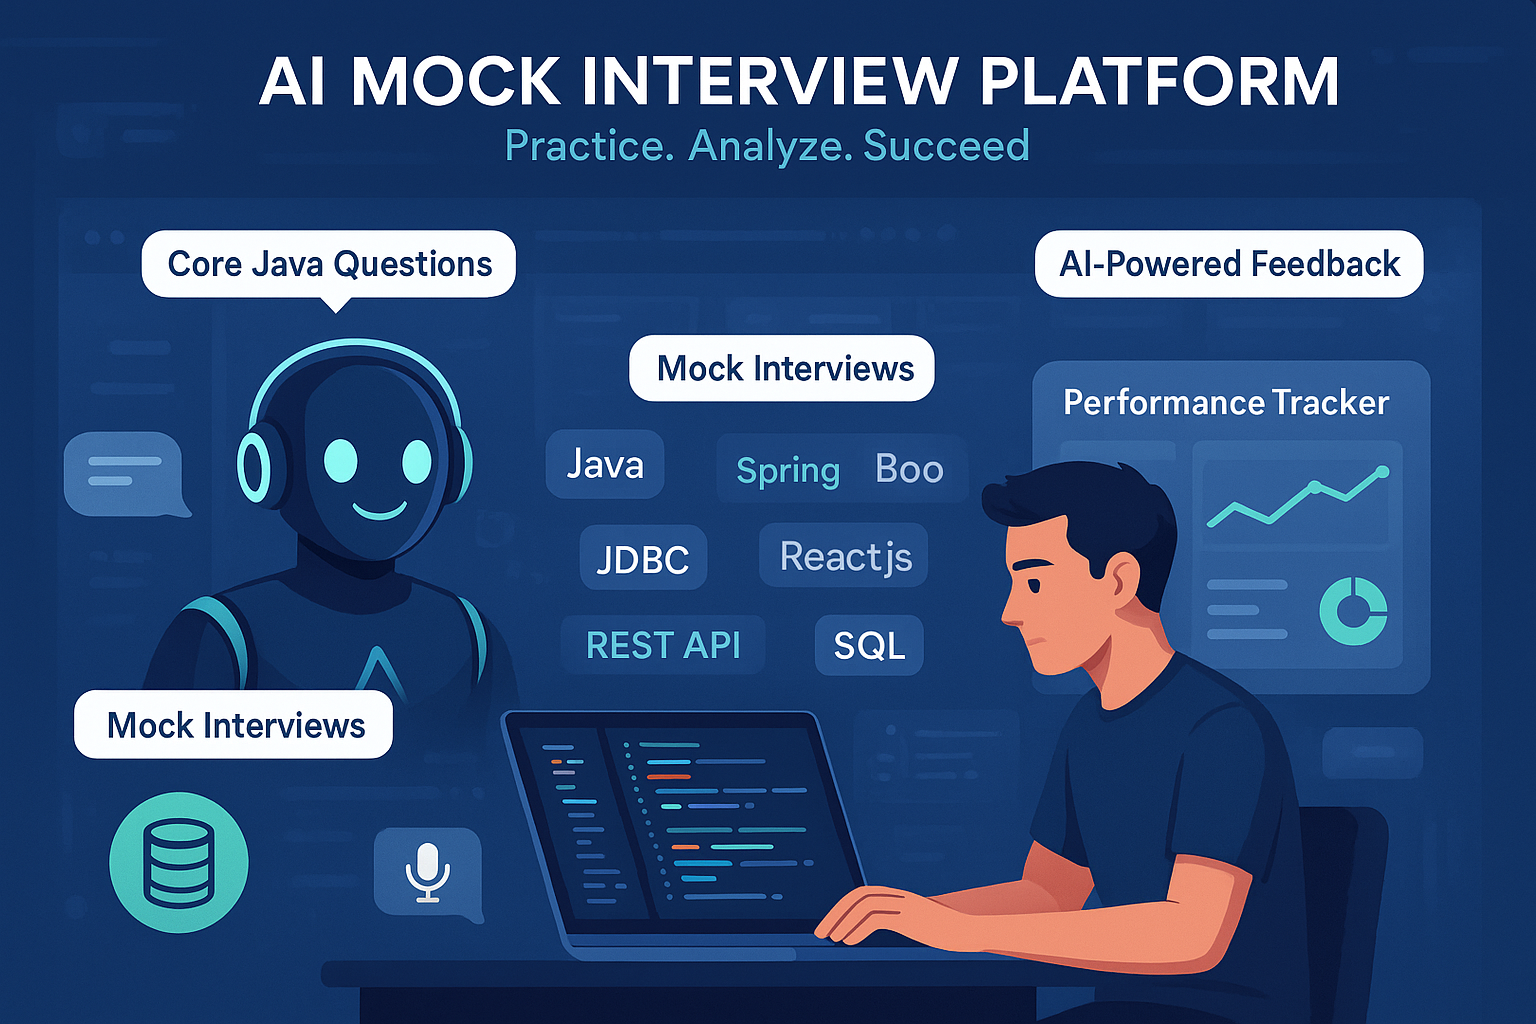 AI MOCK INTERVIEW PLATFORM
Practice. Analyze. Succeed
Core Java Questions
AI-Powered Feedback
Mock Interviews
Performance Tracker
Java
Spring Boo
JDBC
Reactjs
REST API
SQL
Mock Interviews